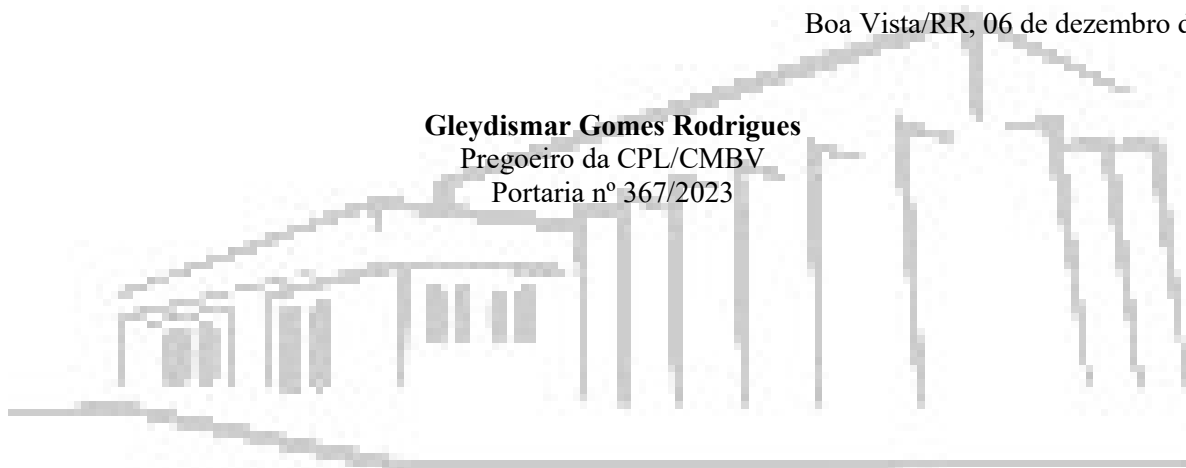 Boa Vista/RR, 06 de dezembro
Gleydismar Gomes Rodrigues
Pregoeiro da CPL/CMBV
Portaria nº 367/2023